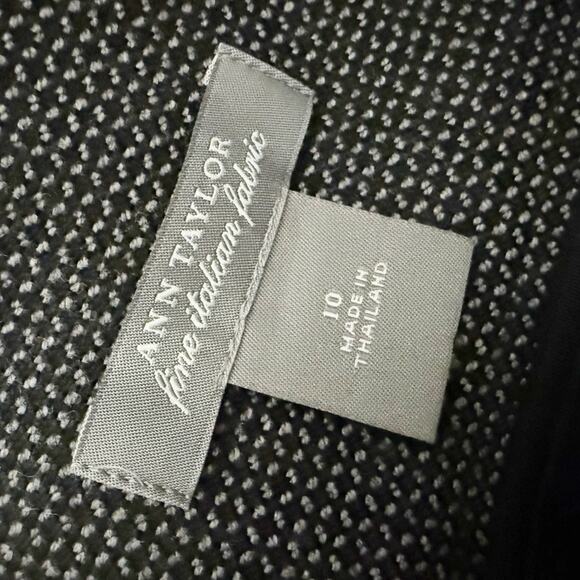 ANN TAYLOR
fine italian fabric
10
MADE IN
THAILAND